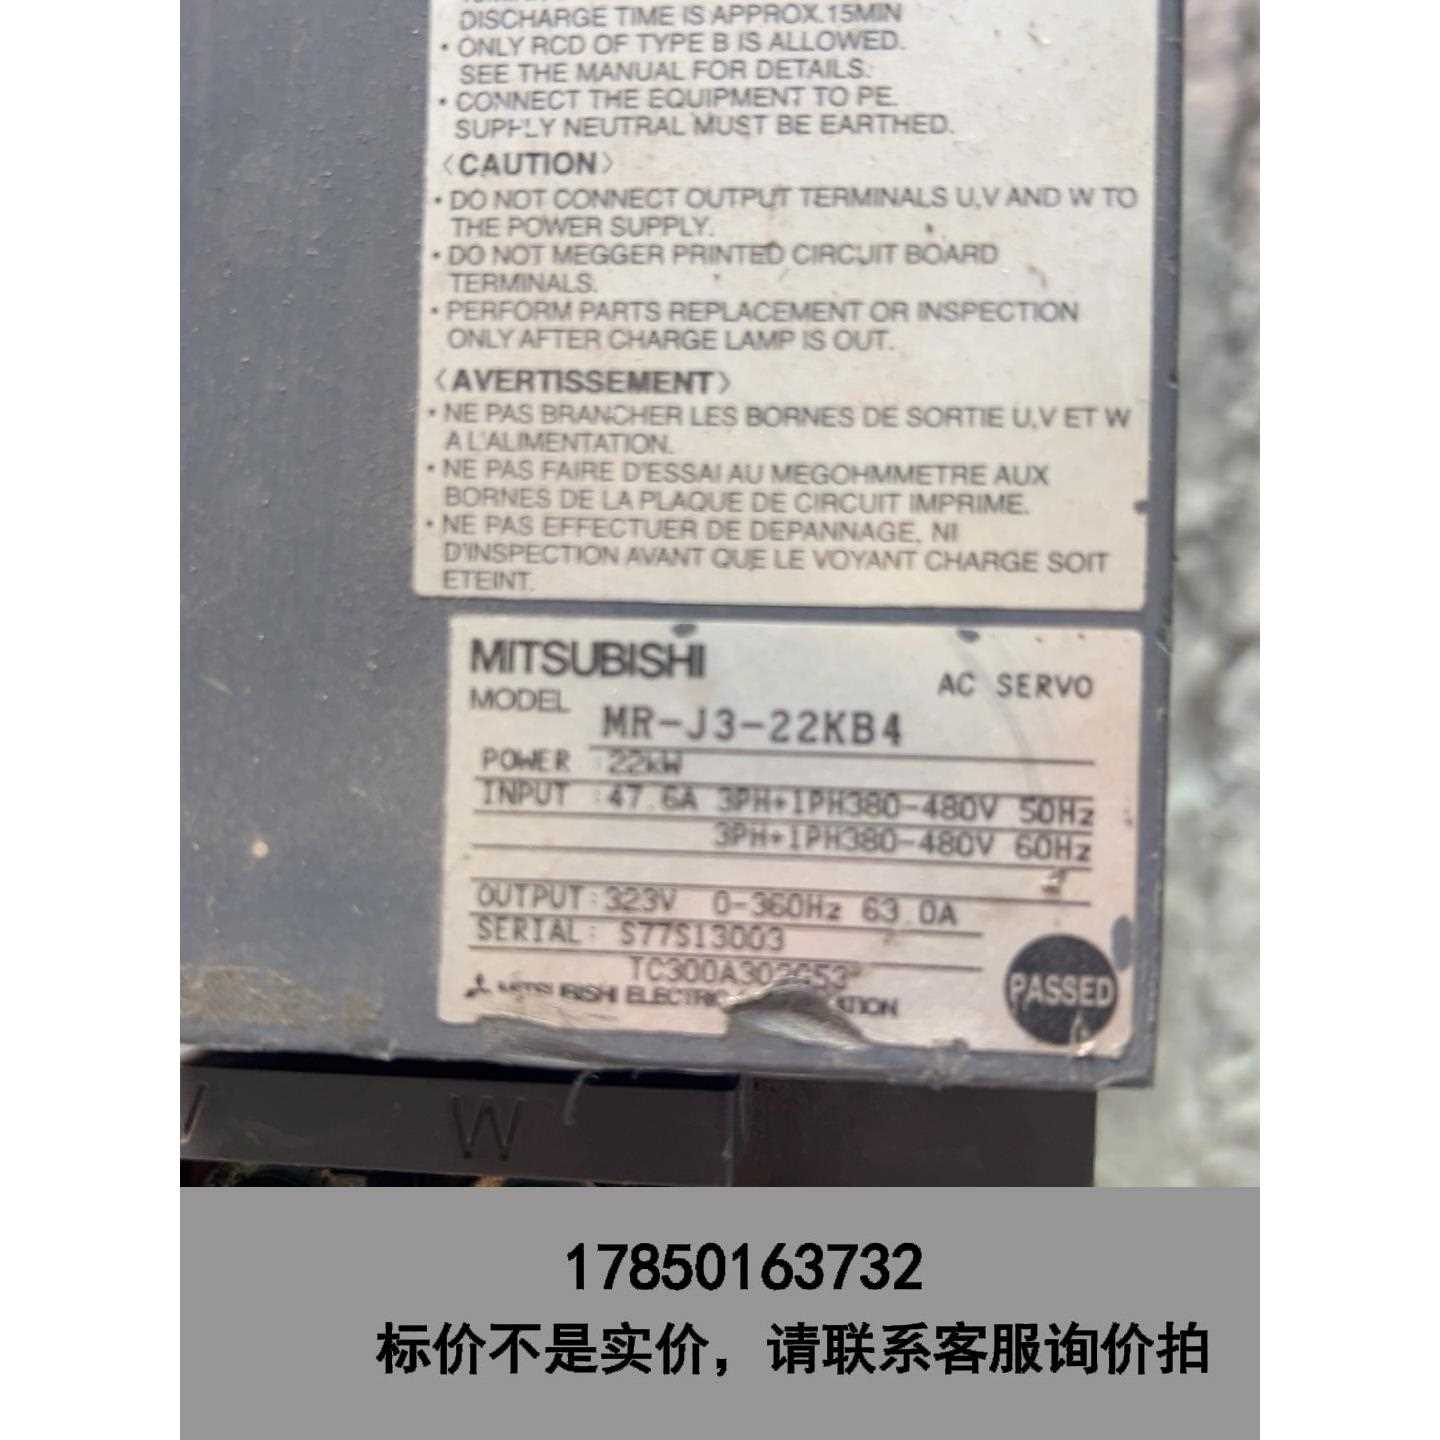 DISCHARGE TIME IS APPROX.15MIN
• ONLY RCD OF TYPE B IS ALLOWED.
SEE THE MANUAL FOR DETAILS.
• CONNECT THE EQUIPMENT TO PE.
SUPPLY NEUTRAL MUST BE EARTHED.
〈CAUTION〉
• DO NOT CONNECT OUTPUT TERMINALS U,V AND W TO
THE POWER SUPPLY.
• DO NOT MEGGER PRINTED CIRCUIT BOARD
TERMINALS.
• PERFORM PARTS REPLACEMENT OR INSPECTION
ONLY AFTER CHARGE LAMP IS OUT.
〈AVERTISSEMENT〉
• NE PAS BRANCHER LES BORNES DE SORTIE U,V ET W
A L'ALIMENTATION.
• NE PAS FAIRE D'ESSAI AU MEGOHMMETRE AUX
BORNES DE LA PLAQUE DE CIRCUIT IMPRIME.
• NE PAS EFFECTUER DE DEPANNAGE, NI
D'INSPECTION AVANT QUE LE VOYANT CHARGE SOIT
ETEINT.
MITSUBISHI
AC SERVO
MODEL MR-J3-22KB4
POWER :22kW
INPUT :47.6A 3PH+1PH380-480V 50Hz
3PH+1PH380-480V 60Hz
OUTPUT:323V 0-360Hz 63.0A
SERIAL: S77S13003
MITSUBISHI ELECTRIC
PASSED
W
17850163732
标价不是实价，请联系客服询价拍